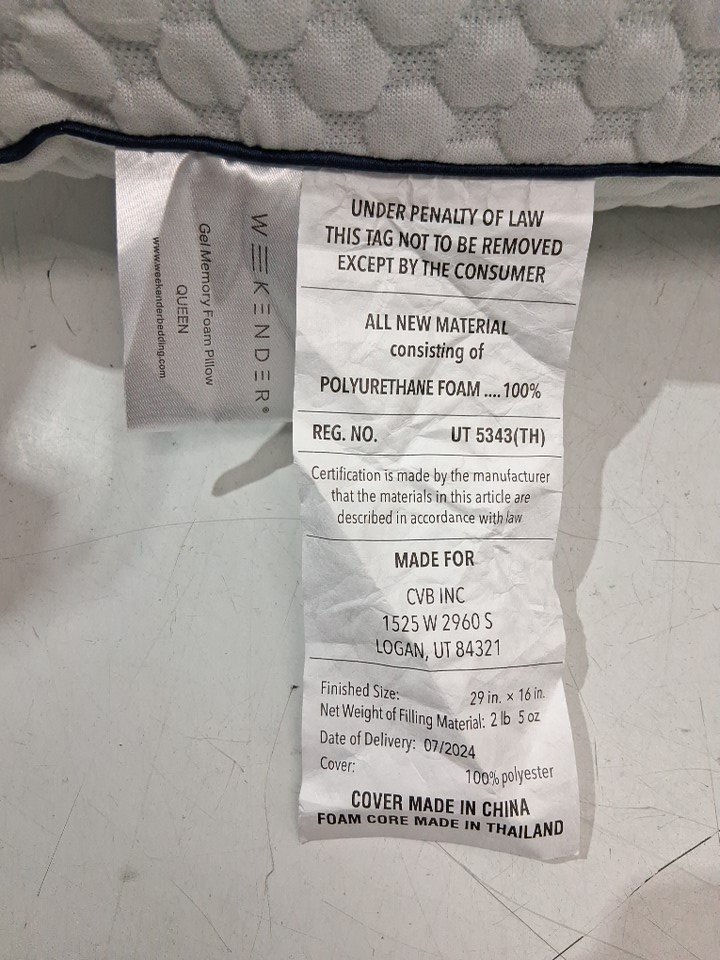 WEEKENDER®
Gel Memory Foam Pillow
QUEEN
www.weekenderbedding.com
UNDER PENALTY OF LAW
THIS TAG NOT TO BE REMOVED
EXCEPT BY THE CONSUMER
ALL NEW MATERIAL
consisting of
POLYURETHANE FOAM .... 100%
REG. NO. UT 5343(TH)
Certification is made by the manufacturer
that the materials in this article are
described in accordance with law
MADE FOR
CVB INC
1525 W 2960 S
LOGAN, UT 84321
Finished Size: 29 in. × 16 in.
Net Weight of Filling Material: 2 lb 5 oz
Date of Delivery: 07/2024
Cover: 100% polyester
COVER MADE IN CHINA
FOAM CORE MADE IN THAILAND